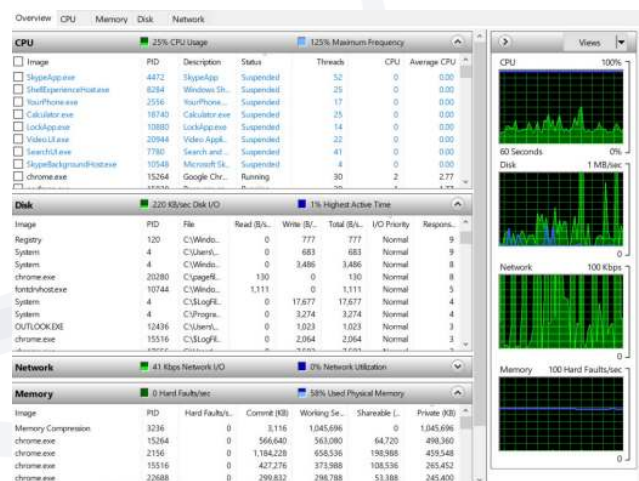 Overview CPU Memory Disk Network
CPU 25% CPU Usage 125% Maximum Frequency
Image PID Description Status Threads CPU Average CPU
SkypeApp.exe 4472 SkypeApp Suspended 52 0 0.00
ShellExperienceHost.exe 8284 Windows Sh... Suspended 25 0 0.00
YourPhone.exe 2556 YourPhone... Suspended 17 0 0.00
Calculator.exe 18740 Calculator.exe Suspended 25 0 0.00
LockApp.exe 10880 LockApp.exe Suspended 14 0 0.00
Video.UI.exe 20944 Video Appli... Suspended 22 0 0.00
SearchUI.exe 7780 Search and ... Suspended 41 0 0.00
SkypeBackgroundHost.exe 10548 Microsoft Sk... Suspended 4 0 0.00
chrome.exe 15264 Google Chr... Running 30 2 2.77
Disk 220 KB/sec Disk I/O 1% Highest Active Time
Image PID File Read (B/s... Write (B/... Total (B/s... I/O Priority Respons...
Registry 120 C:\Windo... 0 777 777 Normal 9
System 4 C:\Users\... 0 683 683 Normal 9
System 4 C:\Windo... 0 3,486 3,486 Normal 8
chrome.exe 20280 C:\pagefil... 130 0 130 Normal 8
fontdrvhost.exe 10744 C:\Windo... 1,111 0 1,111 Normal 5
System 4 C:\$LogFil... 0 17,677 17,677 Normal 4
System 4 C:\Progra... 0 3,274 3,274 Normal 4
OUTLOOK.EXE 12436 C:\Users\... 0 1,023 1,023 Normal 3
chrome.exe 15516 C:\$LogFil... 0 2,064 2,064 Normal 3
Network 41 Kbps Network I/O 0% Network Utilization
Memory 0 Hard Faults/sec 58% Used Physical Memory
Image PID Hard Faults/s... Commit (KB) Working Se... Shareable (... Private (KB)
Memory Compression 3236 0 3,116 1,045,696 0 1,045,696
chrome.exe 15264 0 566,640 563,080 64,720 498,360
chrome.exe 2156 0 1,184,228 658,536 198,988 459,548
chrome.exe 15516 0 427,276 373,988 108,536 265,452
chrome.exe 22688 0 299,832 298,788 53,388 245,400
Views
CPU 100%
60 Seconds 0%
Disk 1 MB/sec
0
Network 100 Kbps
0
Memory 100 Hard Faults/sec
0